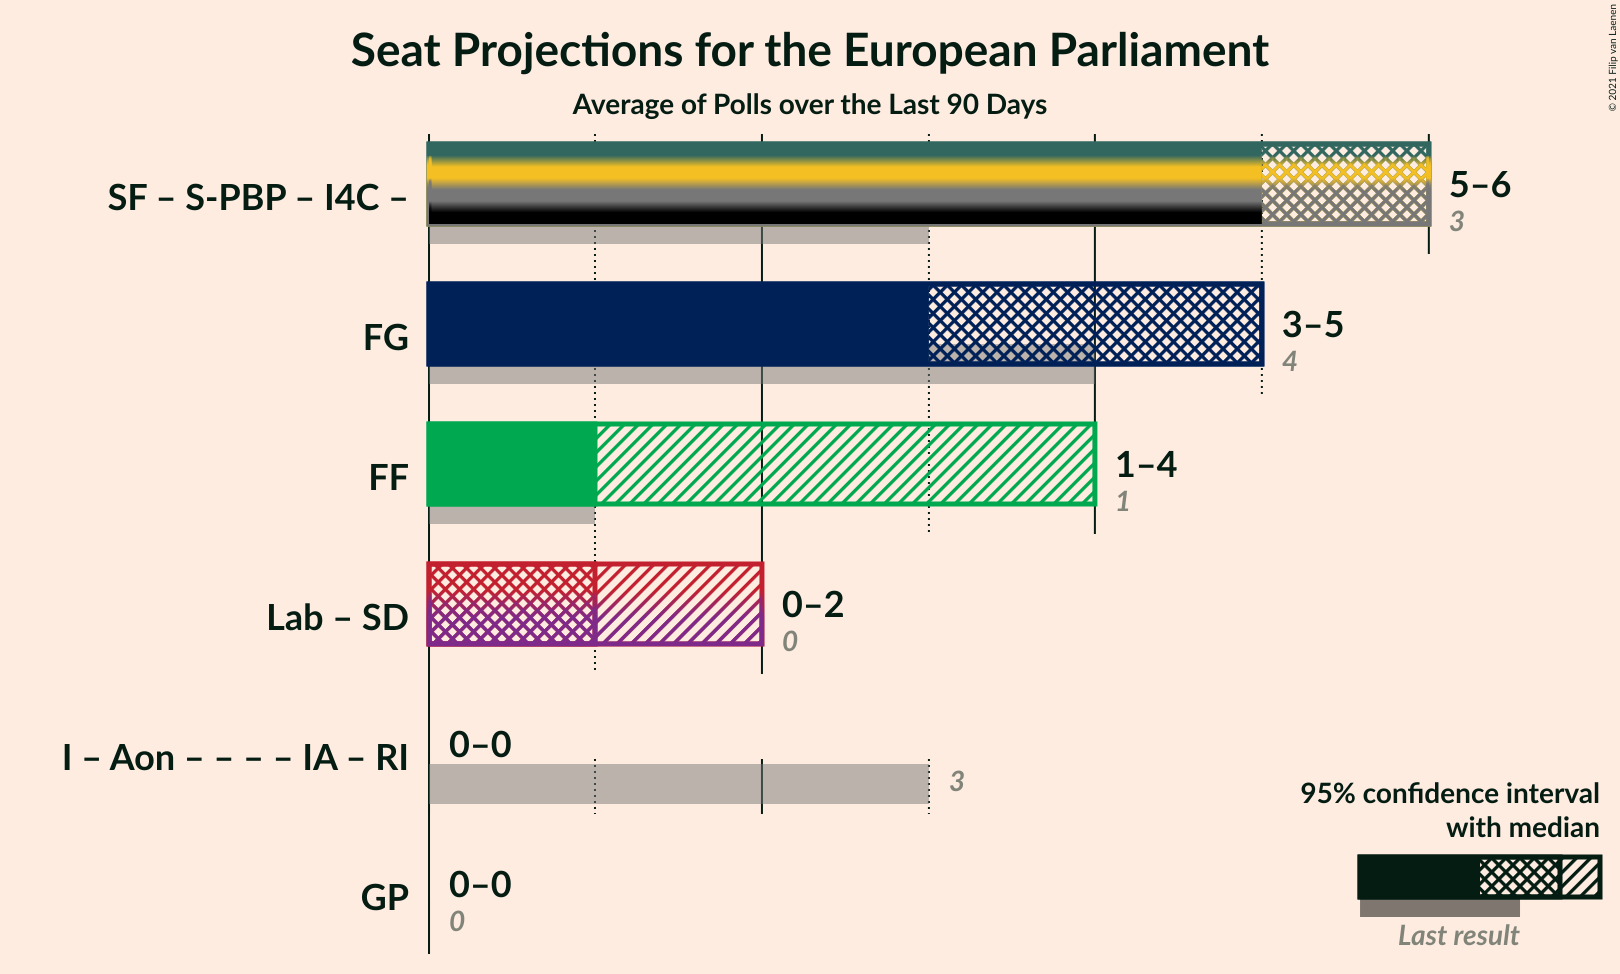 Seat Projections for the European Parliament
Average of Polls over the Last 90 Days
© 2021 Filip van Laenen
SF – S-PBP – I4C –
5–6
3
FG
3–5
4
FF
1–4
1
Lab – SD
0–2
0
I – Aon – – – – IA – RI
0–0
3
GP
0–0
0
95% confidence interval
with median
Last result